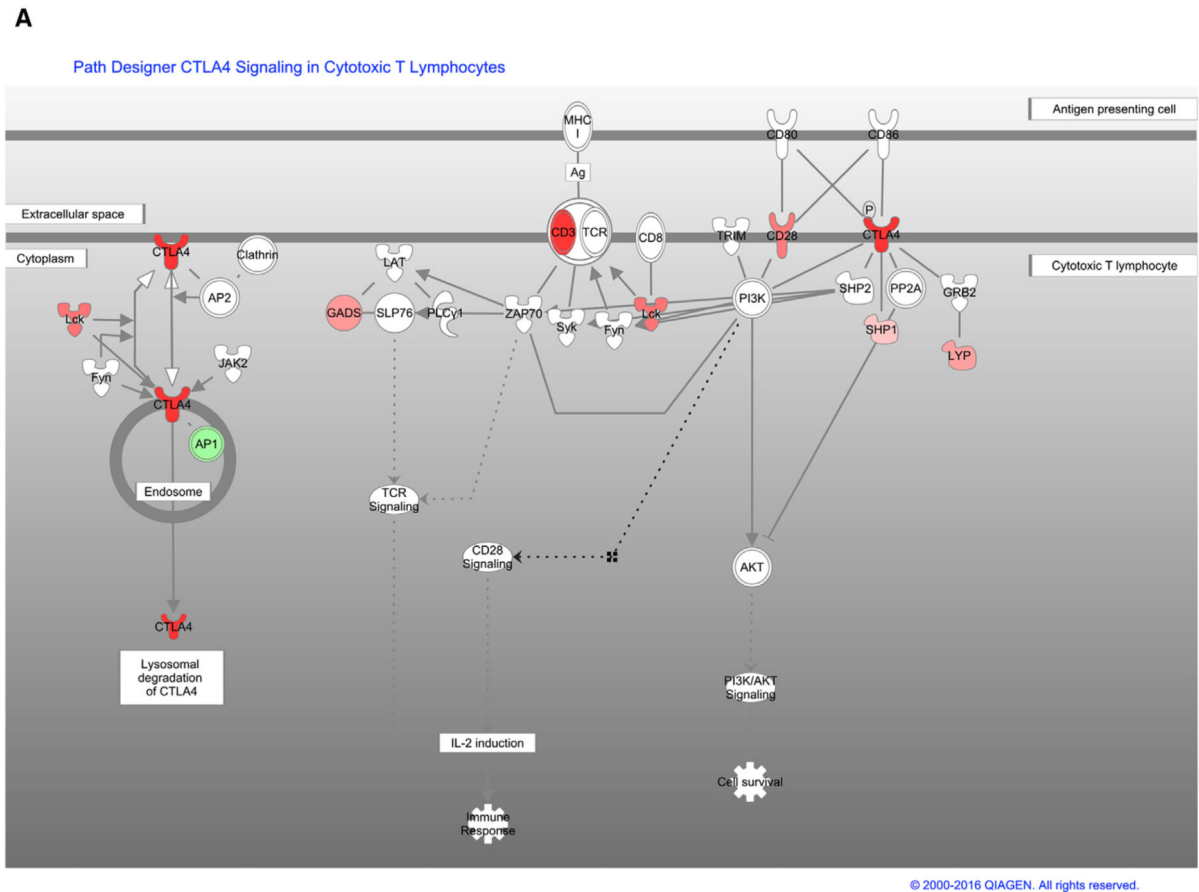 A
Path Designer CTLA4 Signaling in Cytotoxic T Lymphocytes
Antigen presenting cell
MHC
I
CD80
CD86
Ag
Extracellular space
P
CD3
TCR
CD8
TRIM
CD28
CTLA4
CTLA4
Clathrin
Cytoplasm
LAT
Cytotoxic T lymphocyte
AP2
PI3K
SHP2
PP2A
GRB2
Lck
GADS
SLP76
PLCγ1
ZAP70
Syk
Fyn
Lck
SHP1
LYP
Fyn
JAK2
CTLA4
AP1
Endosome
TCR
Signaling
CD28
Signaling
AKT
CTLA4
Lysosomal
degradation
of CTLA4
PI3K/AKT
Signaling
IL-2 induction
Cell survival
Immune
Response
© 2000-2016 QIAGEN. All rights reserved.